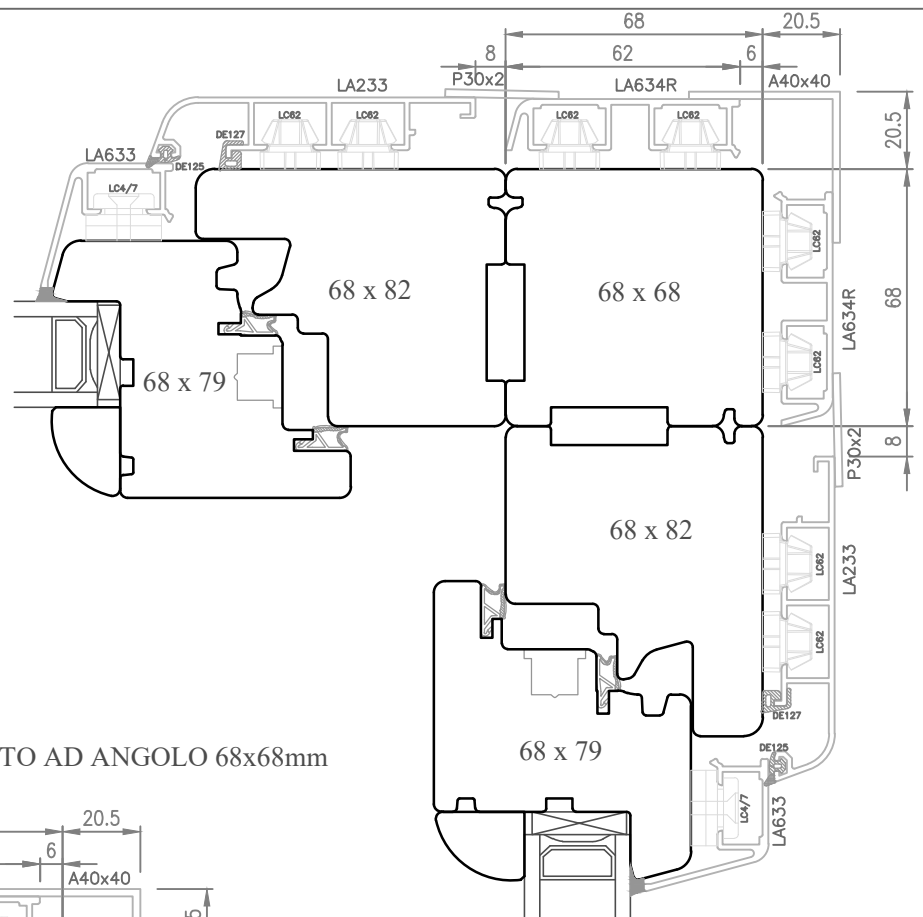 68
20.5
8
62
6
P30x2
A40x40
LA233
LA634R
LC62
LC62
LC62
LC62
20.5
DE127
LA633
DE125
LC4/7
LC62
68 x 82
68 x 68
68
LA634R
LC62
68 x 79
8
P30x2
68 x 82
LC62
LA233
LC62
DE127
68 x 79
DE125
TO AD ANGOLO 68x68mm
LC4/7
LA633
20.5
6
A40x40